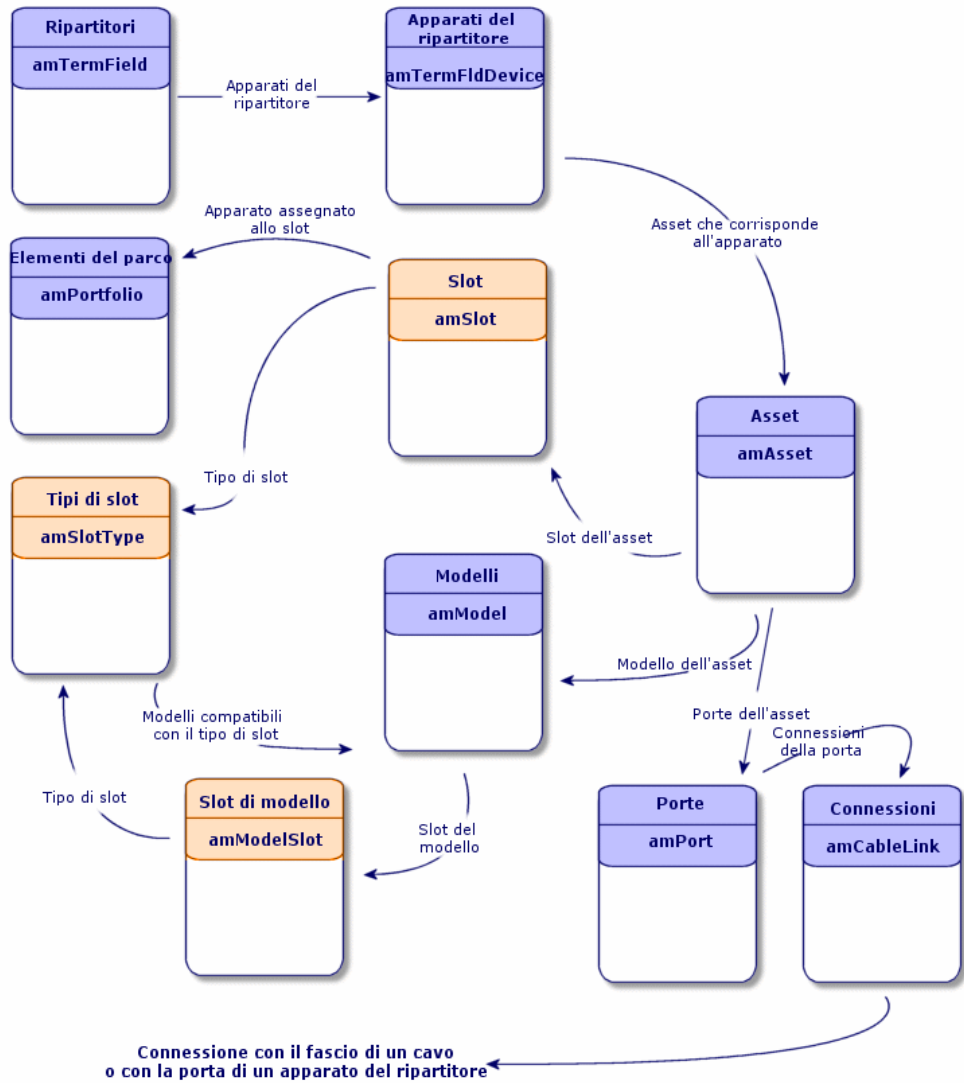 Ripartitori
amTermField
Apparati del
ripartitore
amTermFldDevice
Apparati del
ripartitore
Apparato assegnato
allo slot
Asset che corrisponde
all'apparato
Elementi del parco
amPortfolio
Slot
amSlot
Asset
amAsset
Tipo di slot
Tipi di slot
amSlotType
Slot dell'asset
Modelli
amModel
Modello dell'asset
Modelli compatibili
con il tipo di slot
Porte dell'asset
Connessioni
della porta
Tipo di slot
Slot di modello
amModelSlot
Slot del
modello
Porte
amPort
Connessioni
amCableLink
Connessione con il fascio di un cavo
o con la porta di un apparato del ripartitore